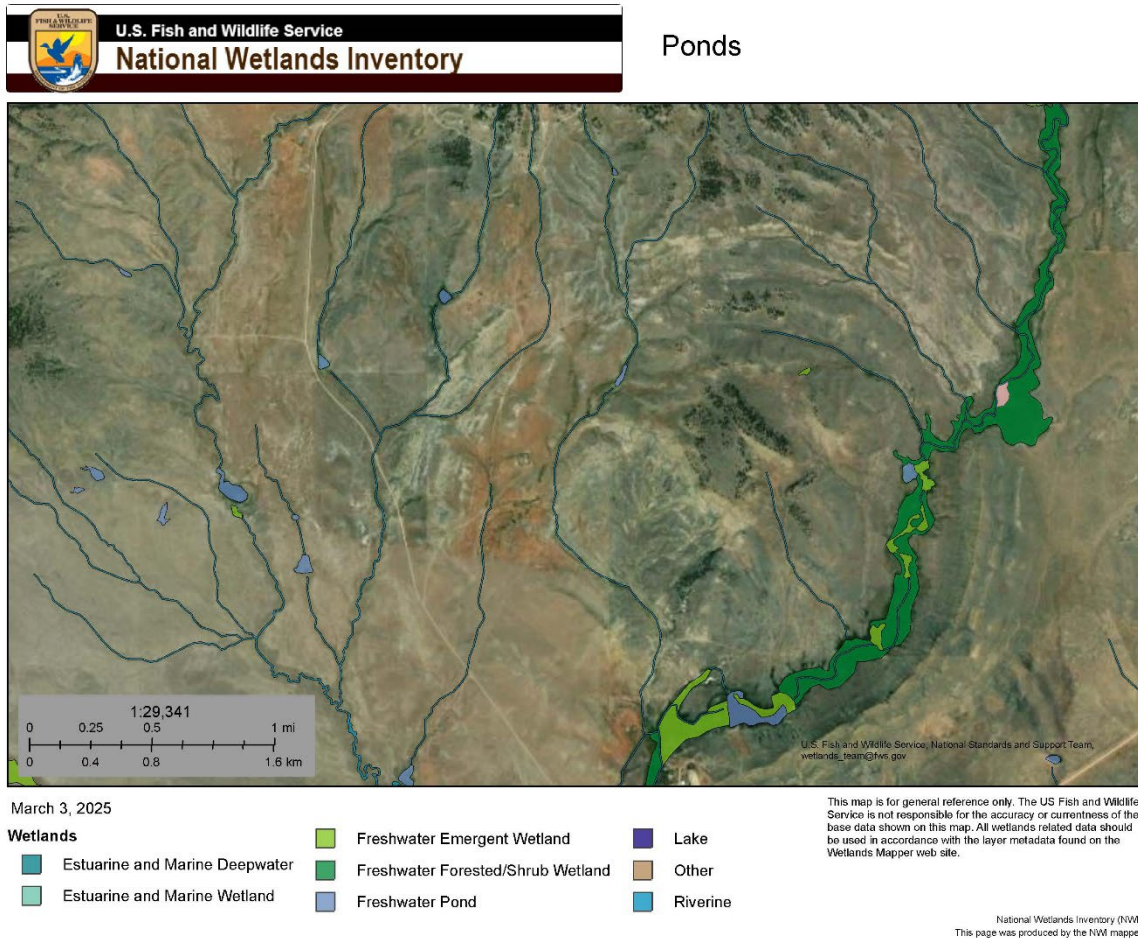 U.S.
FISH & WILDLIFE
SERVICE
U.S. Fish and Wildlife Service
National Wetlands Inventory
Ponds
1:29,341
0 0.25 0.5 1 mi
0 0.4 0.8 1.6 km
U.S. Fish and Wildlife Service, National Standards and Support Team,
wetlands_team@fws.gov
March 3, 2025
Wetlands
Estuarine and Marine Deepwater
Estuarine and Marine Wetland
Freshwater Emergent Wetland
Freshwater Forested/Shrub Wetland
Freshwater Pond
Lake
Other
Riverine
This map is for general reference only. The US Fish and Wildlife
Service is not responsible for the accuracy or currentness of the
base data shown on this map. All wetlands related data should
be used in accordance with the layer metadata found on the
Wetlands Mapper web site.
National Wetlands Inventory (NWI
This page was produced by the NWI mappe